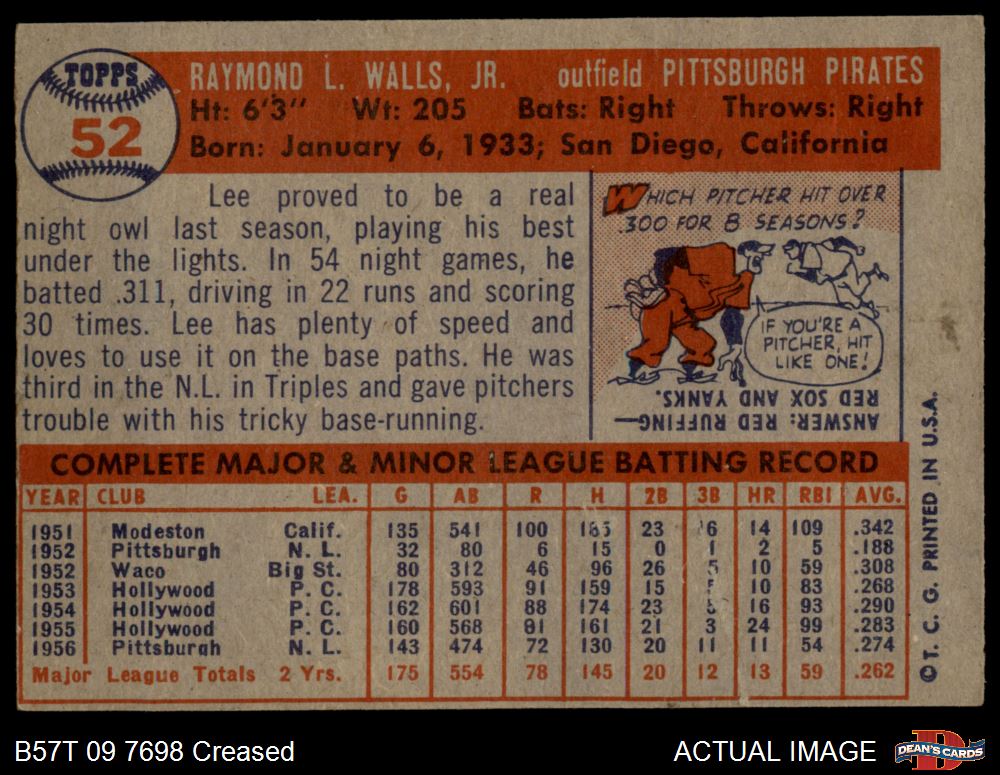 TOPPS
52
RAYMOND L. WALLS, JR. outfield PITTSBURGH PIRATES
Ht: 6'3" Wt: 205 Bats: Right Throws: Right
Born: January 6, 1933; San Diego, California
Lee proved to be a real
night owl last season, playing his best
under the lights. In 54 night games, he
batted .311, driving in 22 runs and scoring
30 times. Lee has plenty of speed and
loves to use it on the base paths. He was
third in the N.L. in Triples and gave pitchers
trouble with his tricky base-running.
WHICH PITCHER HIT OVER
.300 FOR 8 SEASONS?
IF YOU'RE A
PITCHER, HIT
LIKE ONE!
ANSWER: RED RUFFING—
RED SOX AND YANKS.
COMPLETE MAJOR & MINOR LEAGUE BATTING RECORD
YEAR CLUB LEA. G AB R H 2B 3B HR RBI AVG.
1951 Modeston Calif. 135 541 100 185 23 6 14 109 .342
1952 Pittsburgh N. L. 32 80 6 15 0 1 2 5 .188
1952 Waco Big St. 80 312 46 96 26 5 10 59 .308
1953 Hollywood P. C. 178 593 91 159 15 10 83 .268
1954 Hollywood P. C. 162 601 88 174 23 16 93 .290
1955 Hollywood P. C. 160 568 81 161 21 3 24 99 .283
1956 Pittsburgh N. L. 143 474 72 130 20 11 11 54 .274
Major League Totals 2 Yrs. 175 554 78 145 20 12 13 59 .262
©T. C. G. PRINTED IN U.S.A.
B57T 09 7698 Creased
ACTUAL IMAGE
DEAN'S CARDS